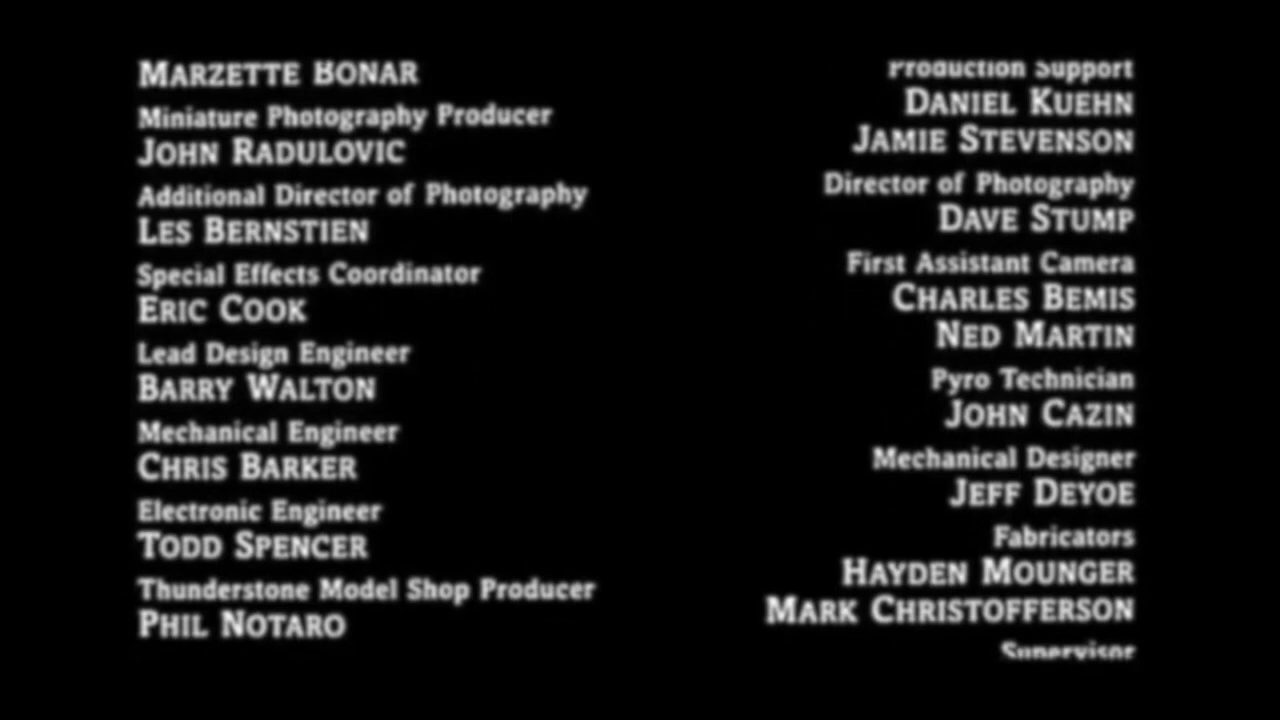 MARZETTE BONAR
Miniature Photography Producer
JOHN RADULOVIC
Additional Director of Photography
LES BERNSTIEN
Special Effects Coordinator
ERIC COOK
Lead Design Engineer
BARRY WALTON
Mechanical Engineer
CHRIS BARKER
Electronic Engineer
TODD SPENCER
Thunderstone Model Shop Producer
PHIL NOTARO
Production Support
DANIEL KUEHN
JAMIE STEVENSON
Director of Photography
DAVE STUMP
First Assistant Camera
CHARLES BEMIS
NED MARTIN
Pyro Technician
JOHN CAZIN
Mechanical Designer
JEFF DEYOE
Fabricators
HAYDEN MOUNGER
MARK CHRISTOFFERSON
Supervisor